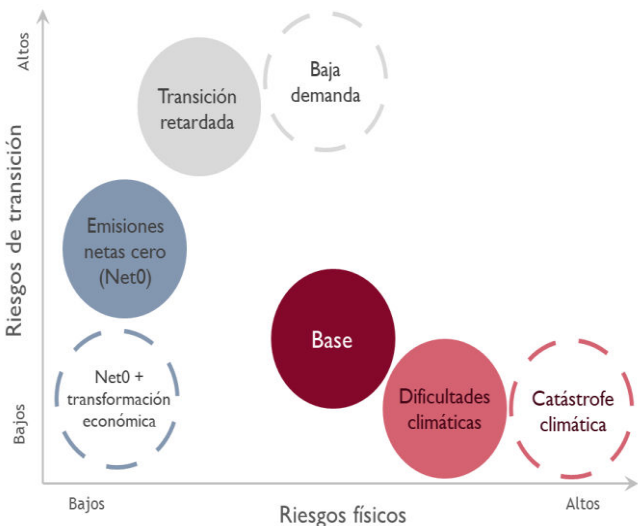 Altos
Riesgos de transición
Bajos
Transición
retardada
Baja
demanda
Emisiones
netas cero
(Net0)
Net0 +
transformación
económica
Base
Dificultades
climáticas
Catástrofe
climática
Bajos
Riesgos físicos
Altos